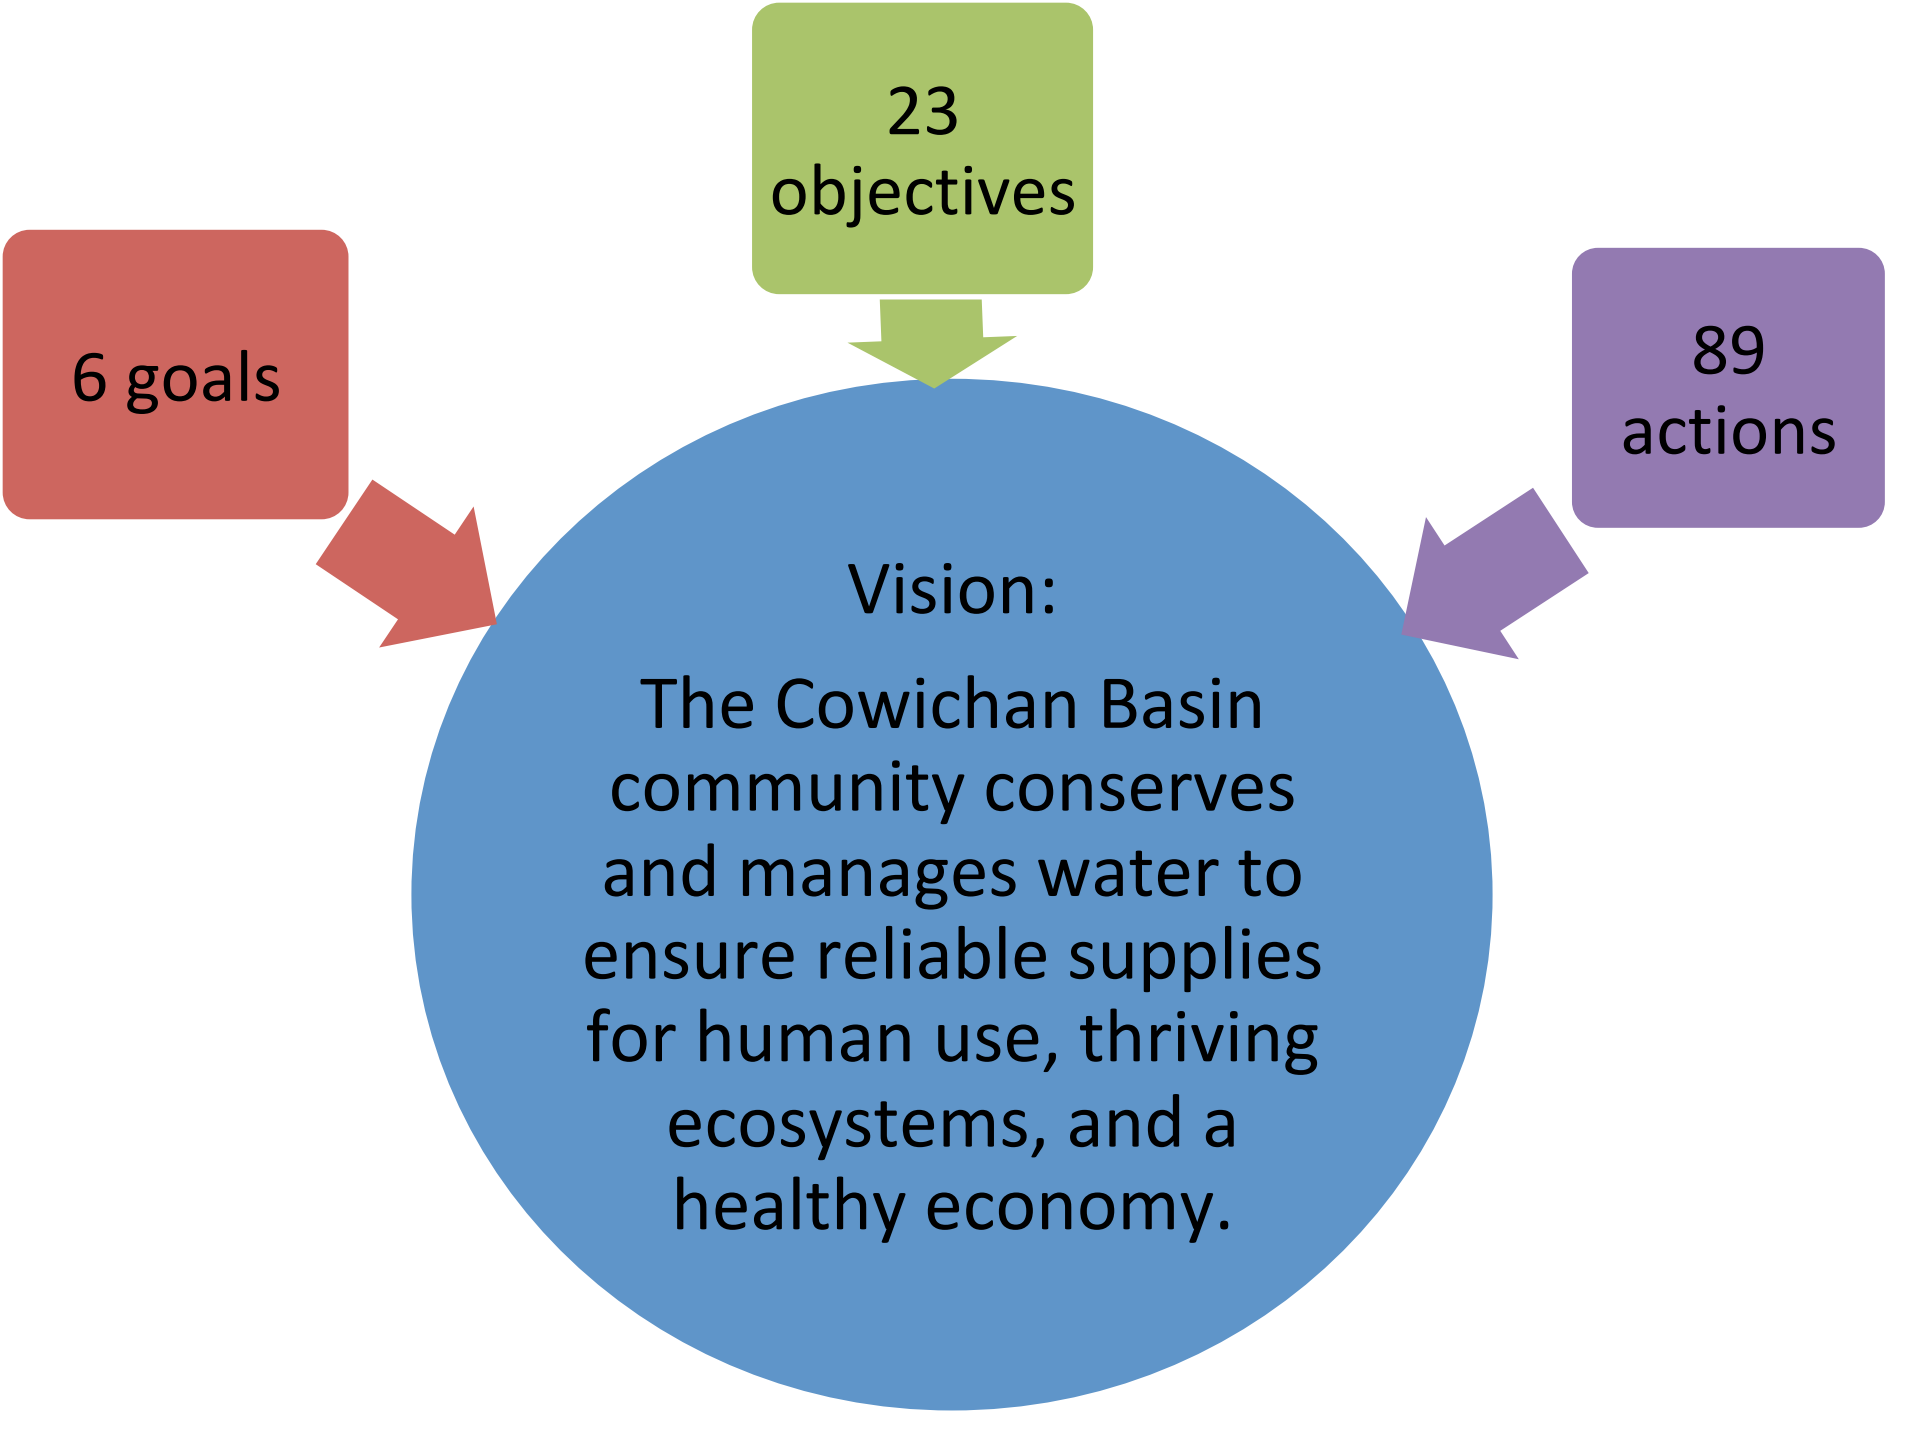 23
objectives
6 goals
89
actions
Vision:
The Cowichan Basin
community conserves
and manages water to
ensure reliable supplies
for human use, thriving
ecosystems, and a
healthy economy.